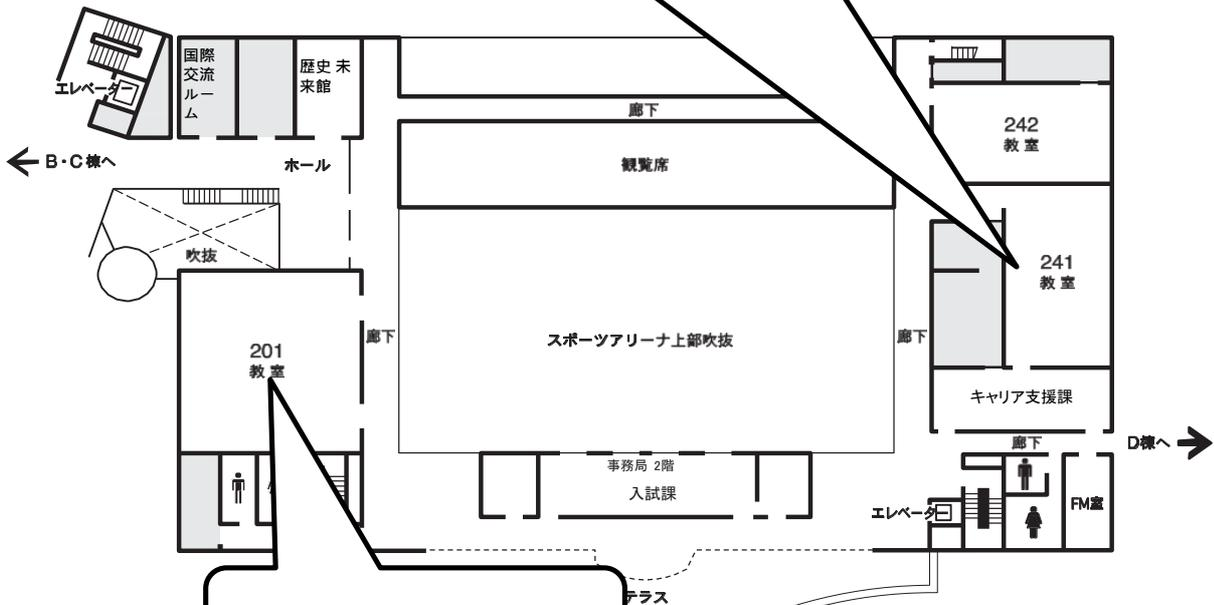 国際
交流
ルー
ム
歴史 未
来館
エレベーター
廊下
242
教 室
B・C棟へ
ホール
観覧席
吹抜
241
教 室
201
教 室
廊下
スポーツアリーナ上部吹抜
廊下
キャリア支援課
廊下
D棟へ
事務局 2階
入試課
エレベーター
FM室
テラス